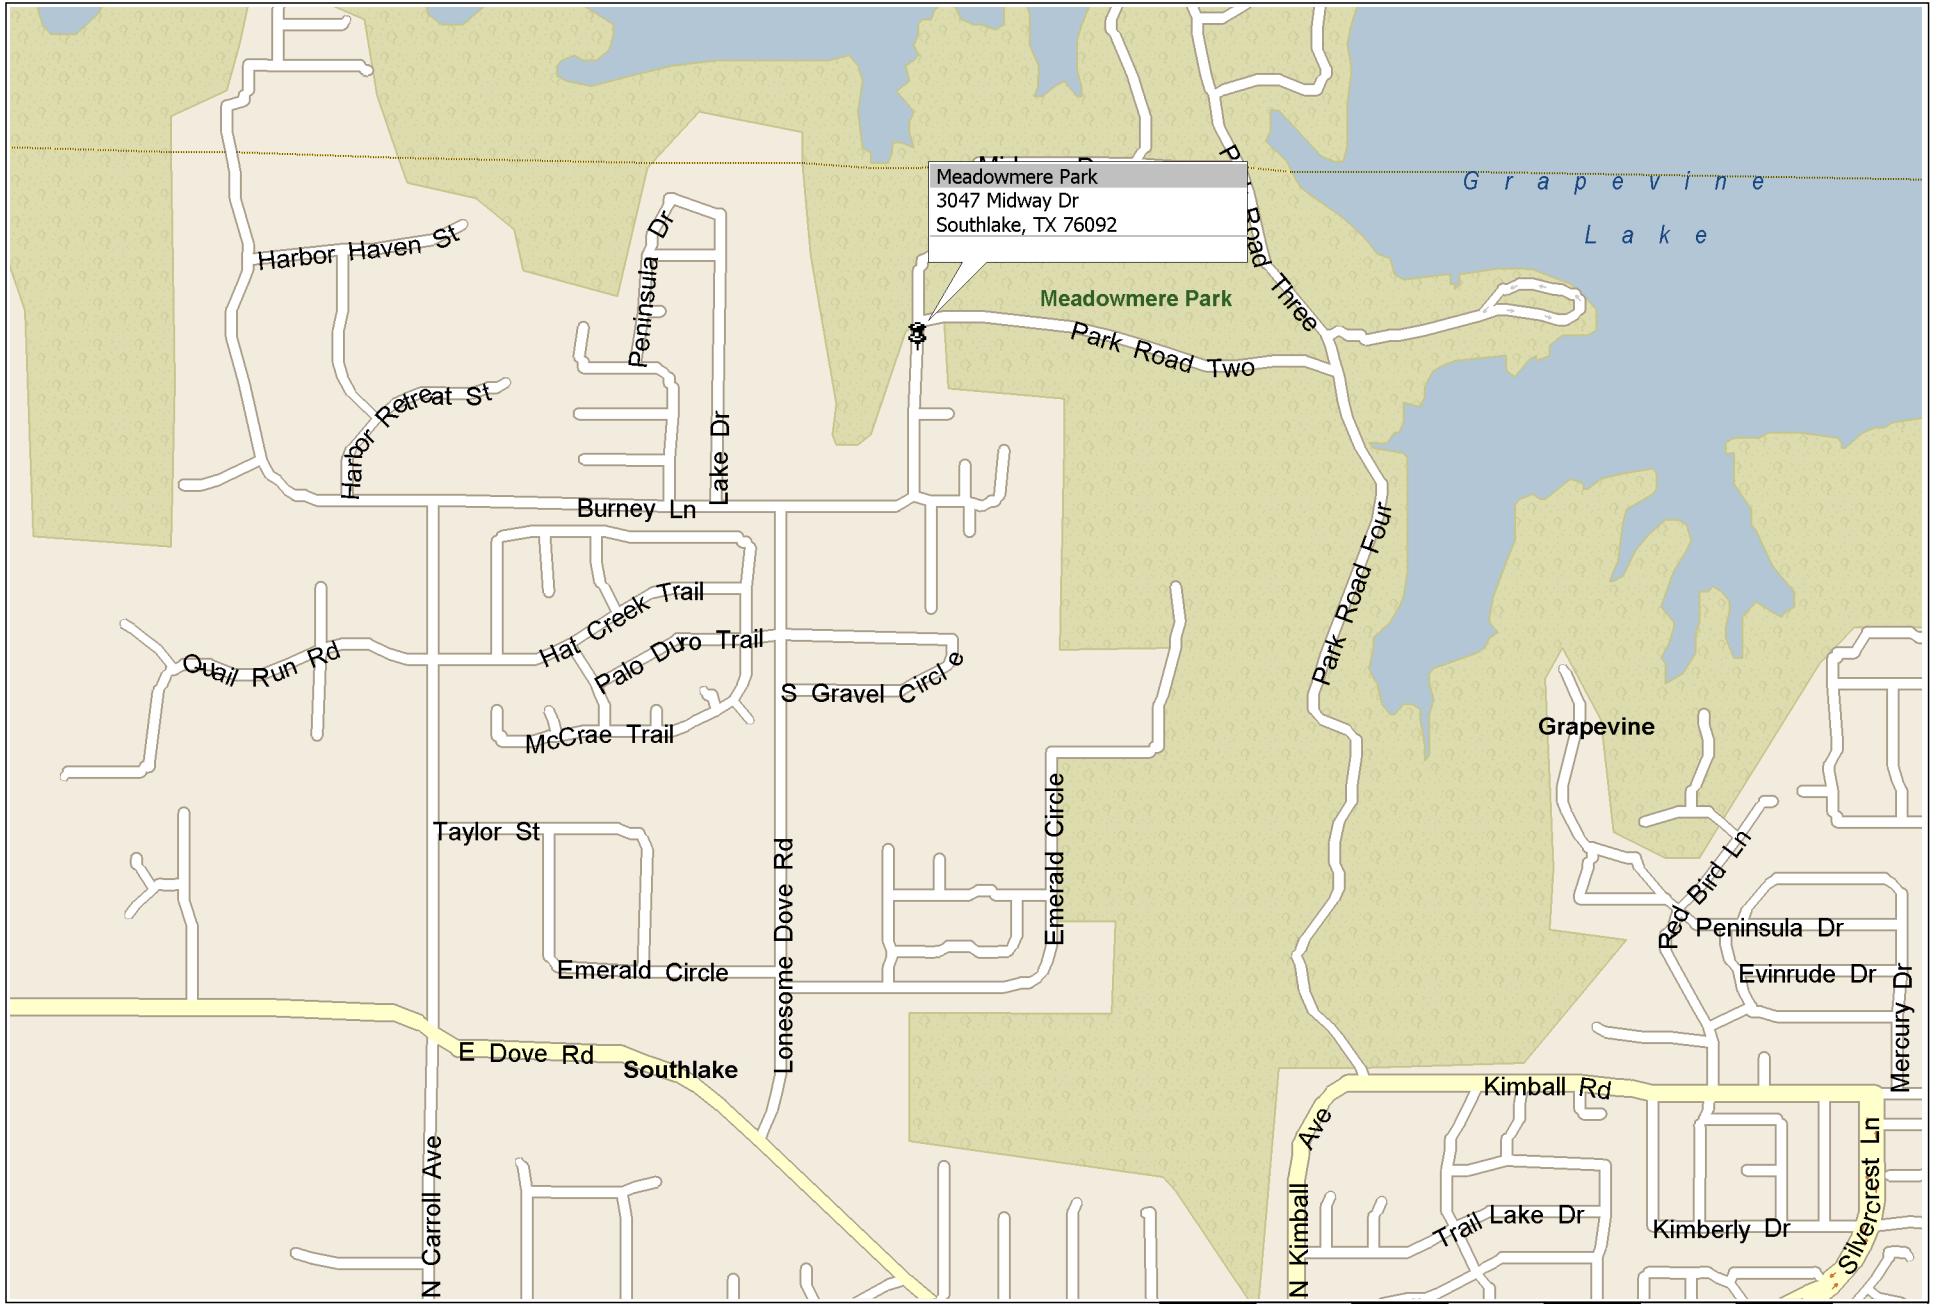 Meadowmere Park
3047 Midway Dr
Southlake, TX 76092
Grapevine
Lake
Road Three
Harbor Haven St
Peninsula Dr
Meadowmere Park
Park Road Two
Harbor Retreat St
Lake Dr
Burney Ln
Park Road Four
Hat Creek Trail
Quail Run Rd
Palo Duro Trail
S Gravel Circle
McCrae Trail
Grapevine
Taylor St
Emerald Circle
Lonesome Dove Rd
Red Bird Ln
Peninsula Dr
Emerald Circle
Evinrude Dr
Mercury Dr
E Dove Rd
Southlake
Kimball Rd
N Kimball Ave
N Carroll Ave
Trail Lake Dr
Kimberly Dr
Silvercrest Ln